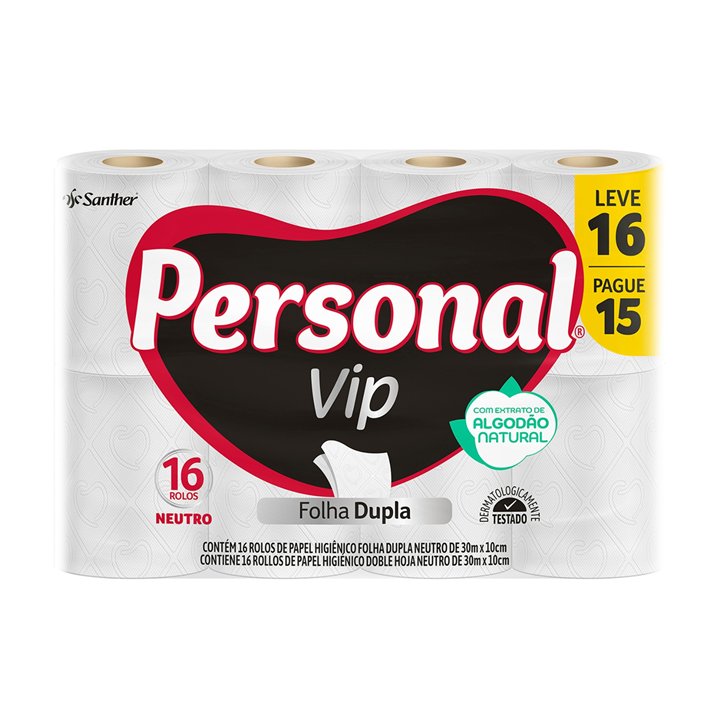 Santher®
LEVE
16
PAGUE
15
Personal®
Vip
COM EXTRATO DE
ALGODÃO
NATURAL
16
ROLOS
NEUTRO
Folha Dupla
DERMATOLOGICAMENTE
TESTADO
CONTÉM 16 ROLOS DE PAPEL HIGIÊNICO FOLHA DUPLA NEUTRO DE 30m x 10cm
CONTIENE 16 ROLLOS DE PAPEL HIGIÉNICO DOBLE HOJA NEUTRO DE 30m x 10cm